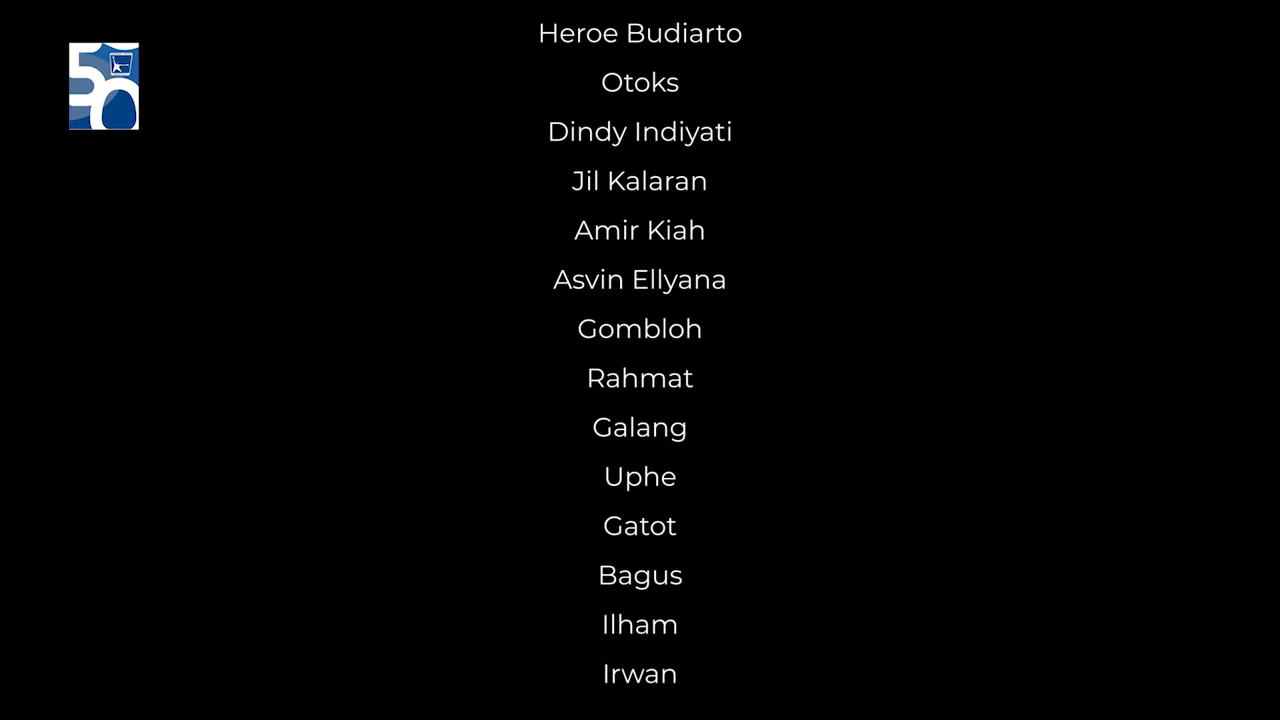 50
Heroe Budiarto
Otoks
Dindy Indiyati
Jil Kalaran
Amir Kiah
Asvin Ellyana
Gombloh
Rahmat
Galang
Uphe
Gatot
Bagus
Ilham
Irwan